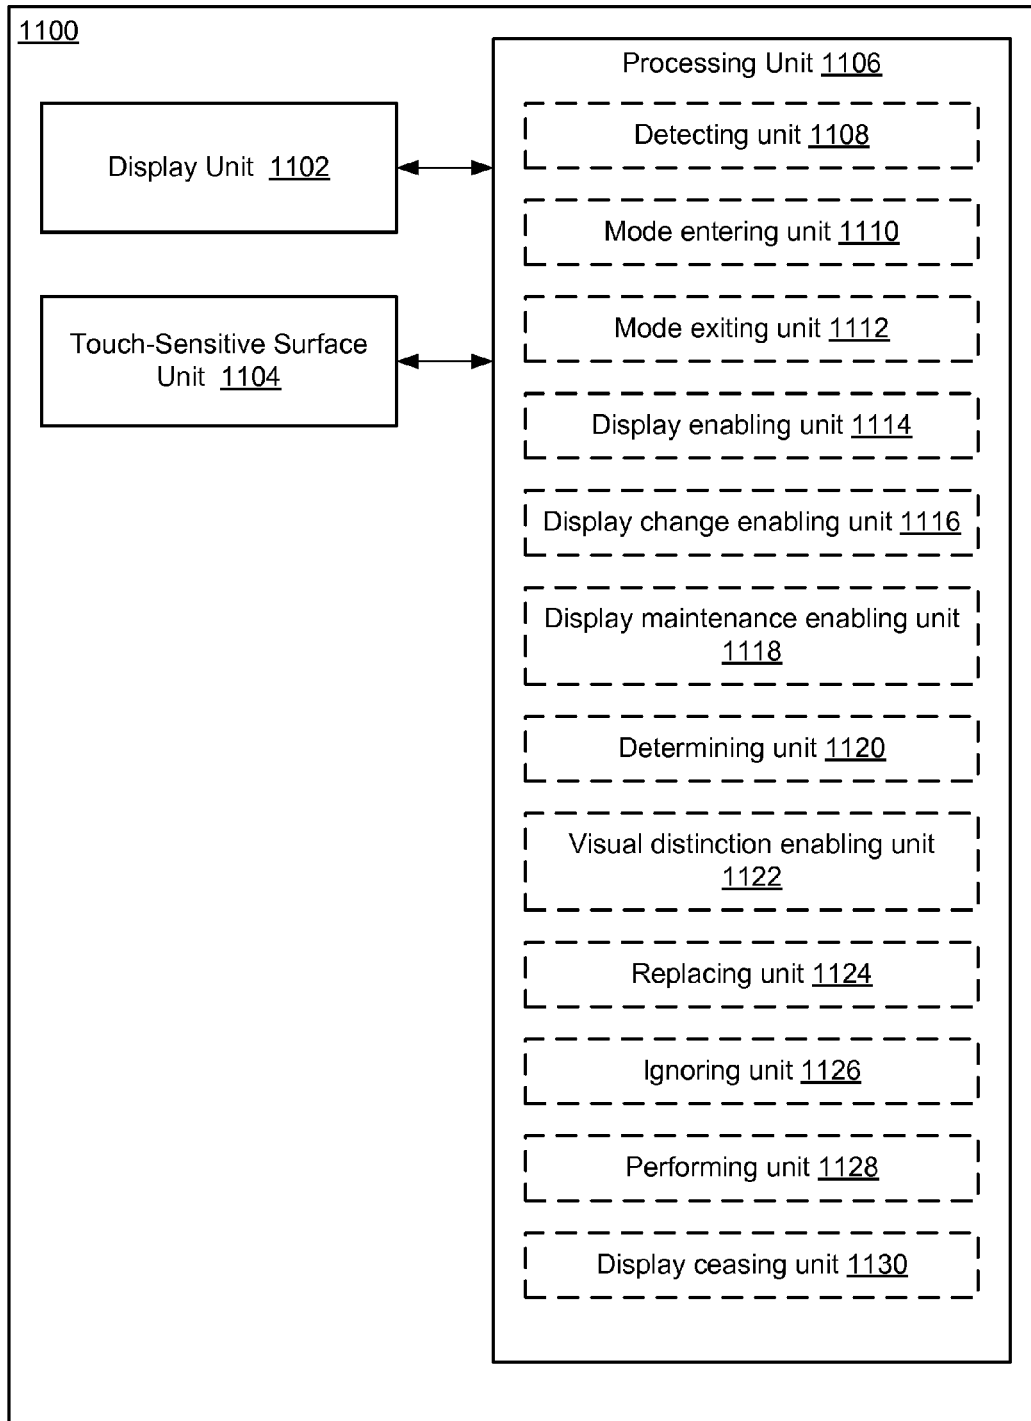 1100
Processing Unit 1106
Display Unit 1102
Touch-Sensitive Surface
Unit 1104
Detecting unit 1108
Mode entering unit 1110
Mode exiting unit 1112
Display enabling unit 1114
Display change enabling unit 1116
Display maintenance enabling unit
1118
Determining unit 1120
Visual distinction enabling unit
1122
Replacing unit 1124
Ignoring unit 1126
Performing unit 1128
Display ceasing unit 1130